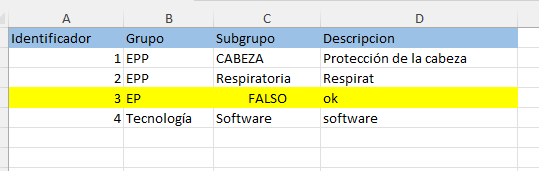 A B C D
Identificador Grupo Subgrupo Descripcion
1 EPP CABEZA Protección de la cabeza
2 EPP Respiratoria Respirat
3 EP FALSO ok
4 Tecnología Software software